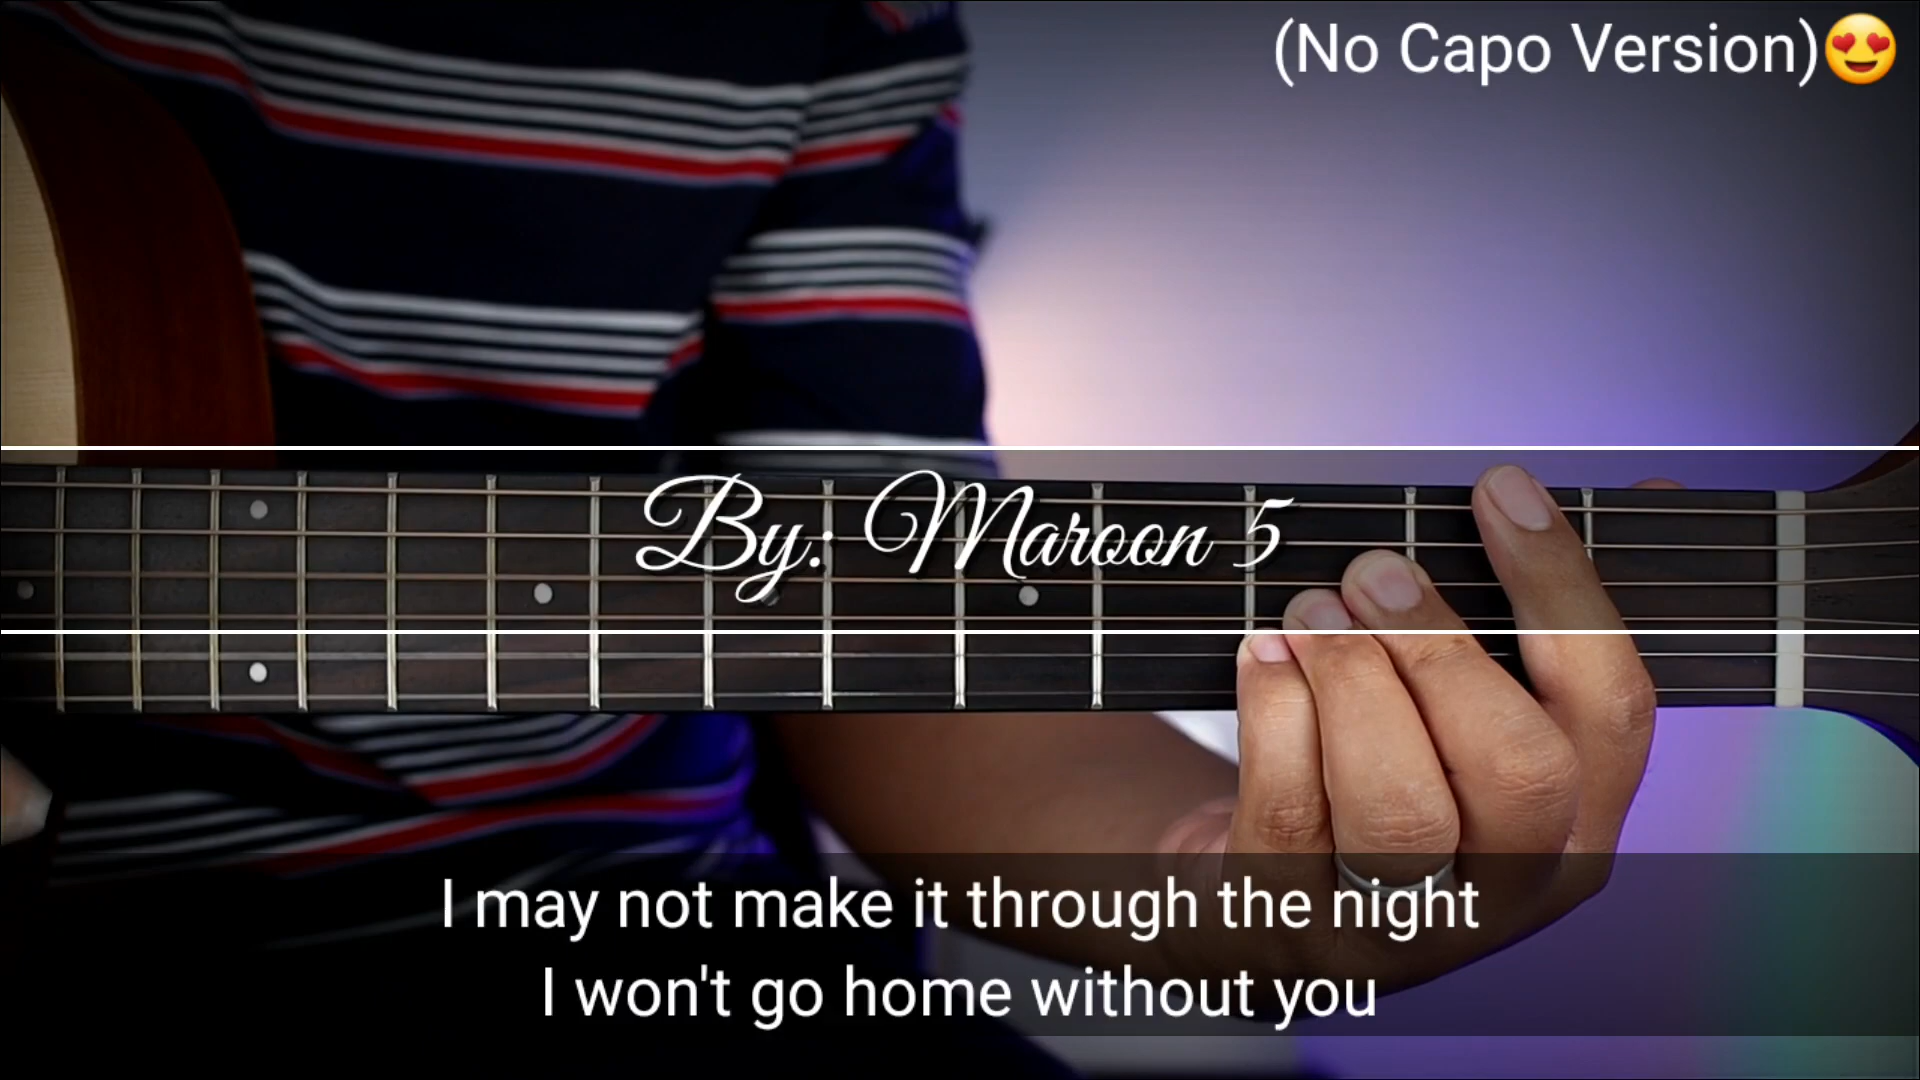 (No Capo Version)😍
By: Maroon 5
I may not make it through the night
I won't go home without you